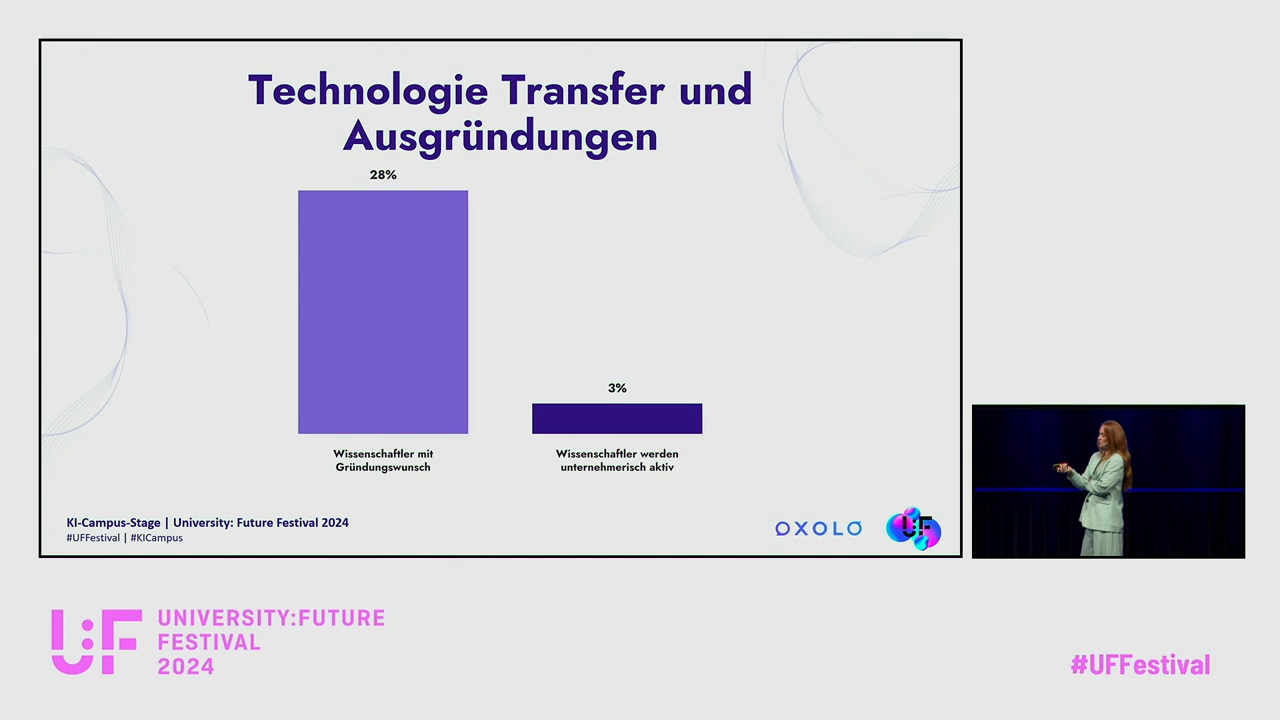 Technologie Transfer und
Ausgründungen
28%
3%
Wissenschaftler mit
Gründungswunsch
Wissenschaftler werden
unternehmerisch aktiv
KI-Campus-Stage | University: Future Festival 2024
#UFFestival | #KICampus
OXOLO
U:F
U:F
UNIVERSITY:FUTURE
FESTIVAL
2024
#UFFestival